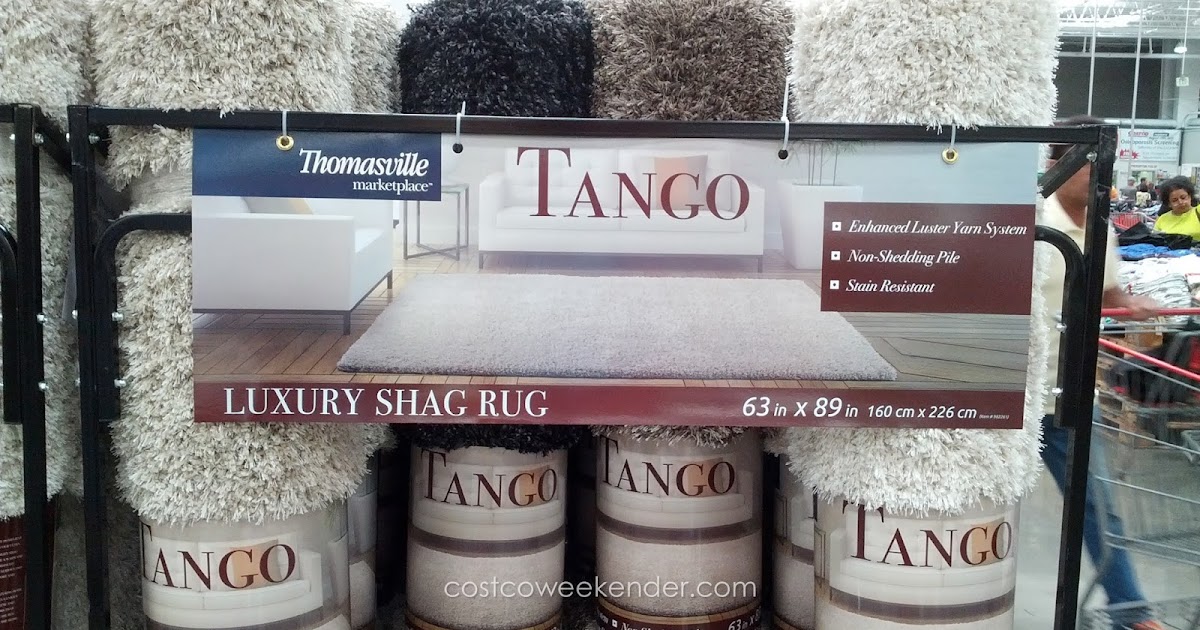 Thomasville
marketplace™
TANGO
Enhanced Luster Yarn System
Non-Shedding Pile
Stain Resistant
LUXURY SHAG RUG
63 in x 89 in 160 cm x 226 cm
TANGO
TANGO
TANGO
TANGO
costcoweekender.com